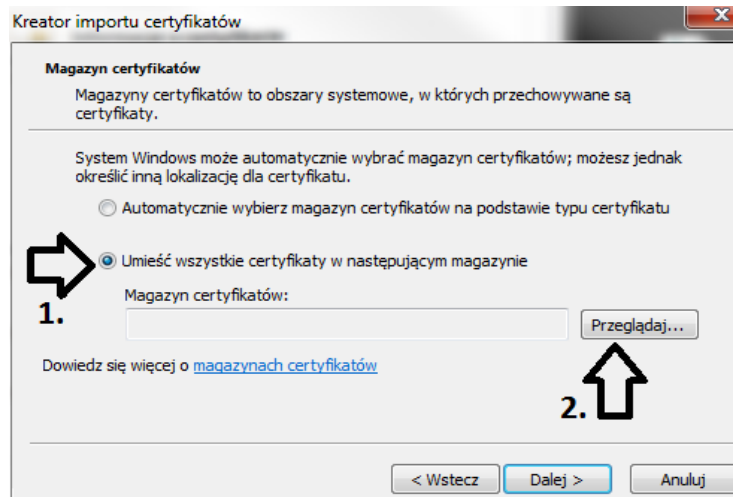 Kreator importu certyfikatów
Magazyn certyfikatów
Magazyny certyfikatów to obszary systemowe, w których przechowywane są
certyfikaty.
System Windows może automatycznie wybrać magazyn certyfikatów; możesz jednak
określić inną lokalizację dla certyfikatu.
Automatycznie wybierz magazyn certyfikatów na podstawie typu certyfikatu
Umieść wszystkie certyfikaty w następującym magazynie
1.
Magazyn certyfikatów:
Przeglądaj...
Dowiedz się więcej o magazynach certyfikatów
2.
< Wstecz
Dalej >
Anuluj